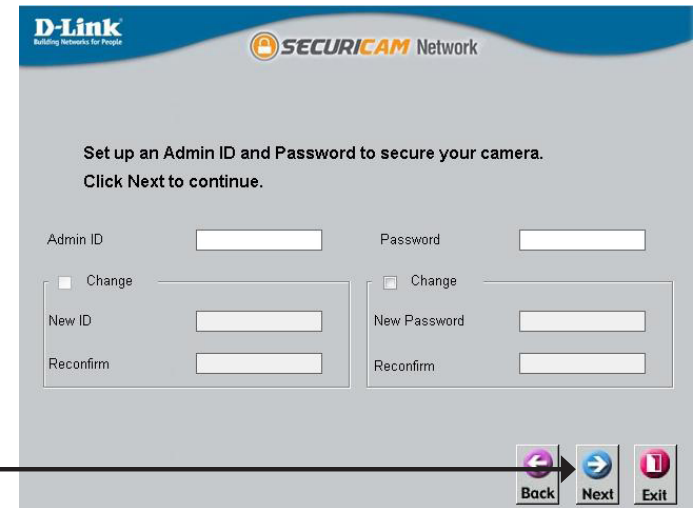 D-Link
Building Networks for People
SECURICAM Network
Set up an Admin ID and Password to secure your camera.
Click Next to continue.
Admin ID
Password
Change
Change
New ID
New Password
Reconfirm
Reconfirm
Back
Next
Exit